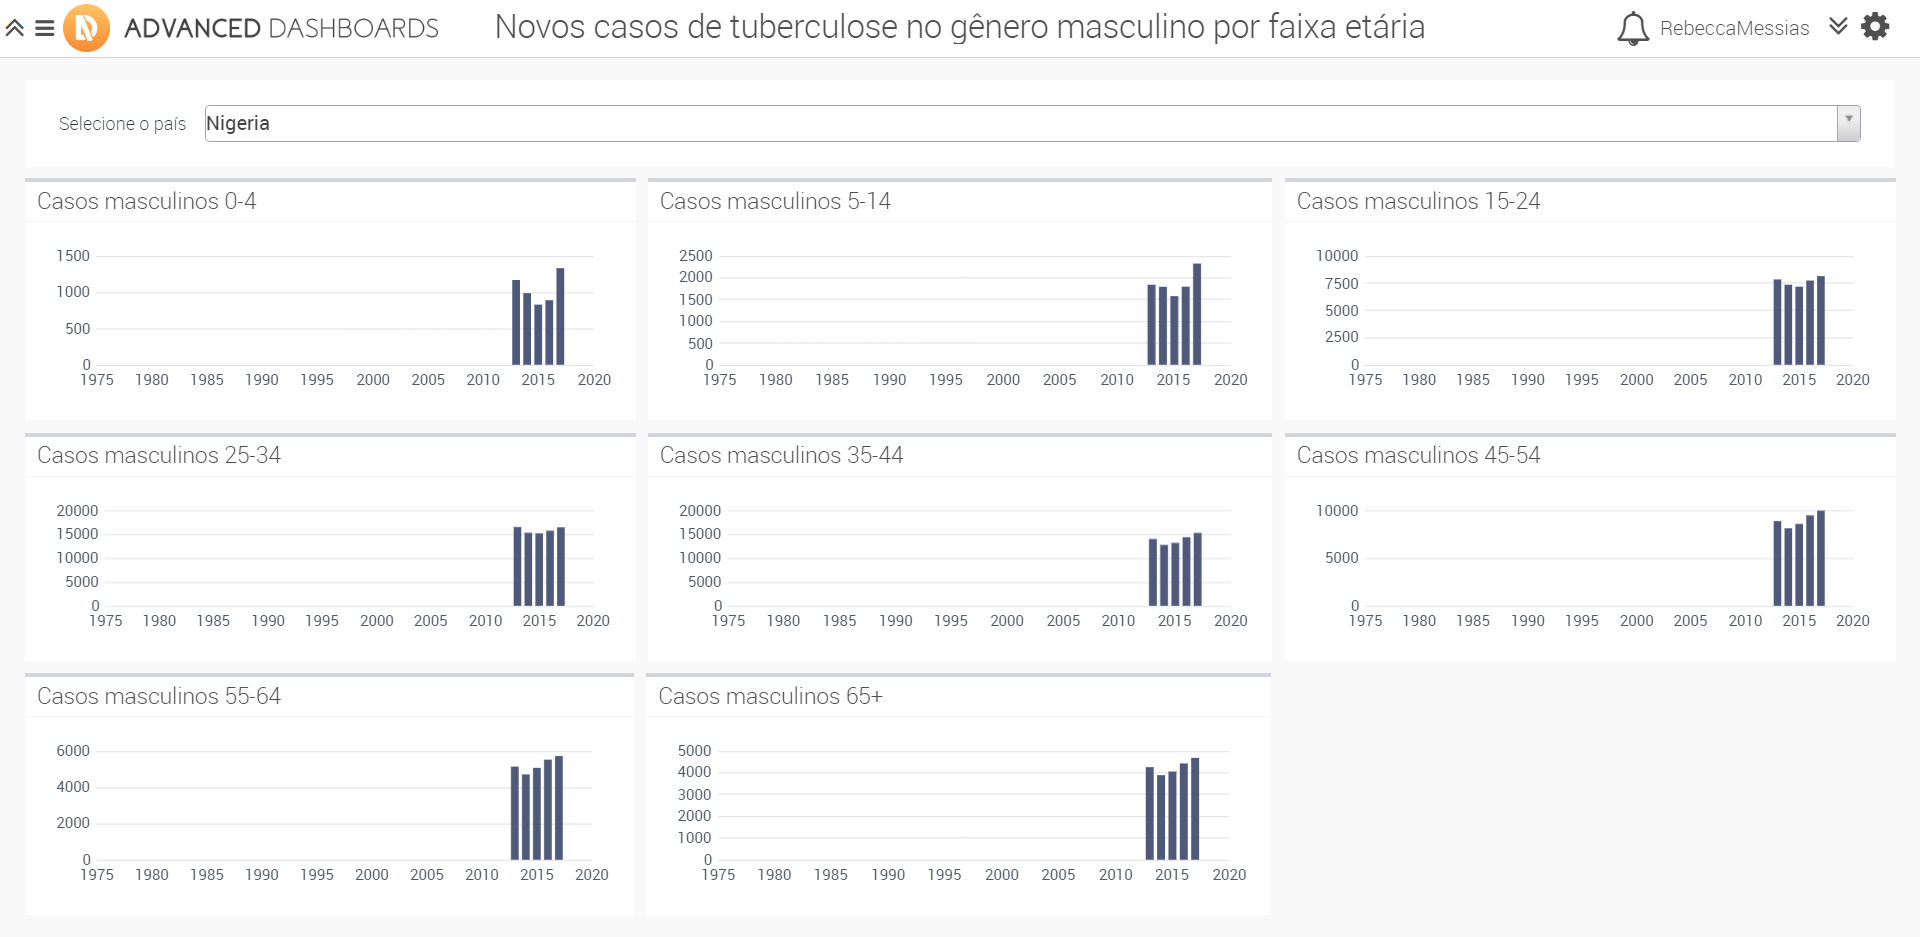 ADVANCED DASHBOARDS
Novos casos de tuberculose no gênero masculino por faixa etária
RebeccaMessias
Selecione o país
Nigeria
Casos masculinos 0-4
1500
1000
500
0
1975 1980 1985 1990 1995 2000 2005 2010 2015 2020
Casos masculinos 5-14
2500
2000
1500
1000
500
0
1975 1980 1985 1990 1995 2000 2005 2010 2015 2020
Casos masculinos 15-24
10000
7500
5000
2500
0
1975 1980 1985 1990 1995 2000 2005 2010 2015 2020
Casos masculinos 25-34
20000
15000
10000
5000
0
1975 1980 1985 1990 1995 2000 2005 2010 2015 2020
Casos masculinos 35-44
20000
15000
10000
5000
0
1975 1980 1985 1990 1995 2000 2005 2010 2015 2020
Casos masculinos 45-54
10000
5000
0
1975 1980 1985 1990 1995 2000 2005 2010 2015 2020
Casos masculinos 55-64
6000
4000
2000
0
1975 1980 1985 1990 1995 2000 2005 2010 2015 2020
Casos masculinos 65+
5000
4000
3000
2000
1000
0
1975 1980 1985 1990 1995 2000 2005 2010 2015 2020